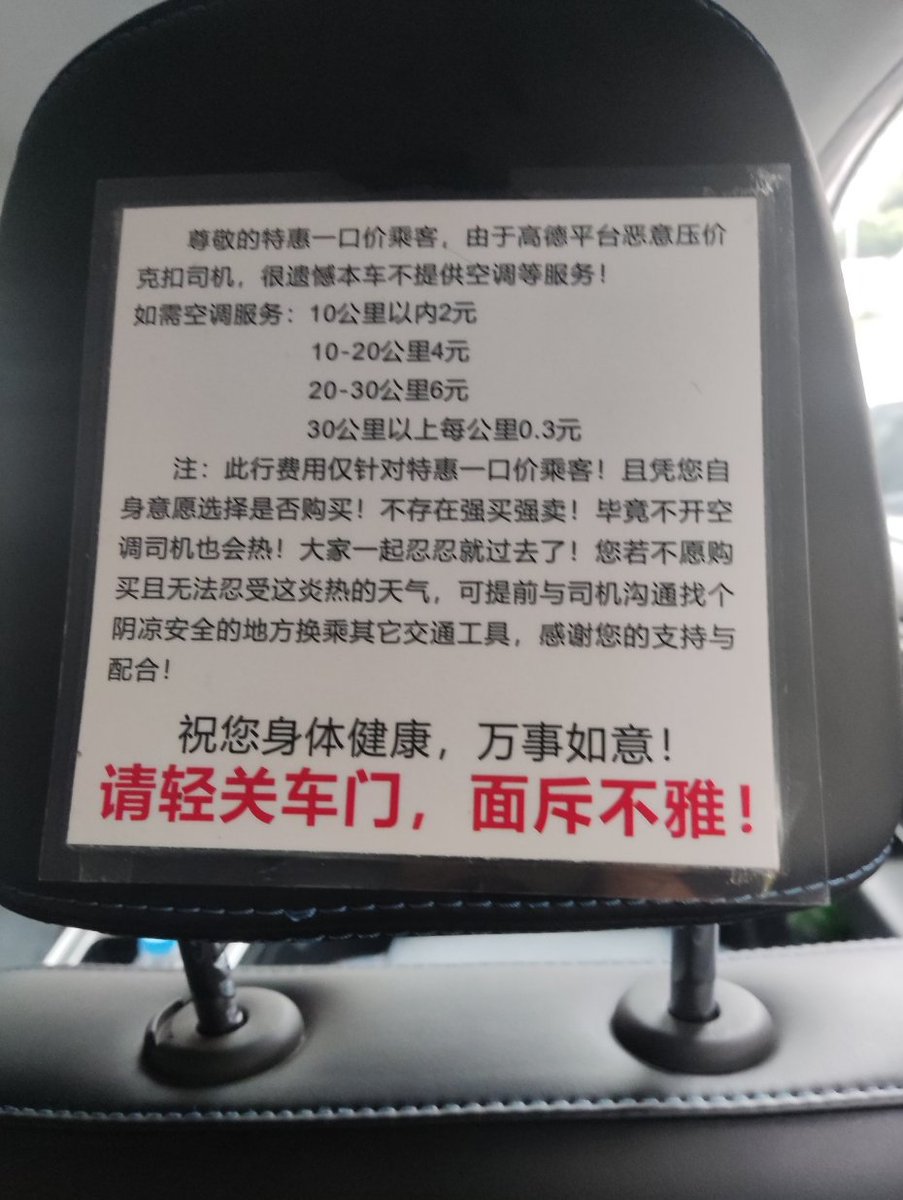 尊敬的特惠一口价乘客，由于高德平台恶意压价
克扣司机，很遗憾本车不提供空调等服务！
如需空调服务：10公里以内2元
10-20公里4元
20-30公里6元
30公里以上每公里0.3元
注：此行费用仅针对特惠一口价乘客！且凭您自
身意愿选择是否购买！不存在强买强卖！毕竟不开空
调司机也会热！大家一起忍忍就过去了！您若不愿购
买且无法忍受这炎热的天气，可提前与司机沟通找个
阴凉安全的地方换乘其它交通工具，感谢您的支持与
配合！
祝您身体健康，万事如意！
请轻关车门，面斥不雅！